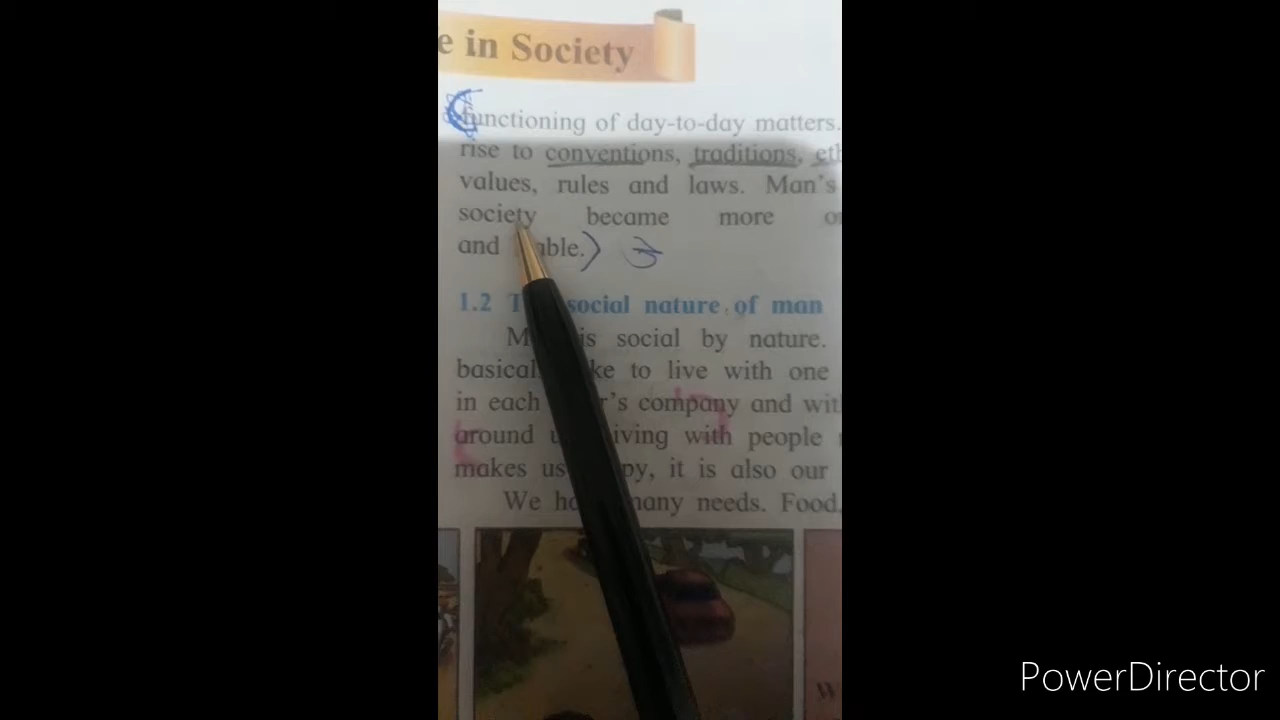 e in Society
functioning of day-to-day matters.
rise to conventions, traditions, eth
values, rules and laws. Man's
society became more or
and able.) 3
1.2 T social nature of man
M is social by nature.
basical ke to live with one
in each r's company and wit
around u iving with people
makes us py, it is also our
We ha many needs. Food,
W
PowerDirector